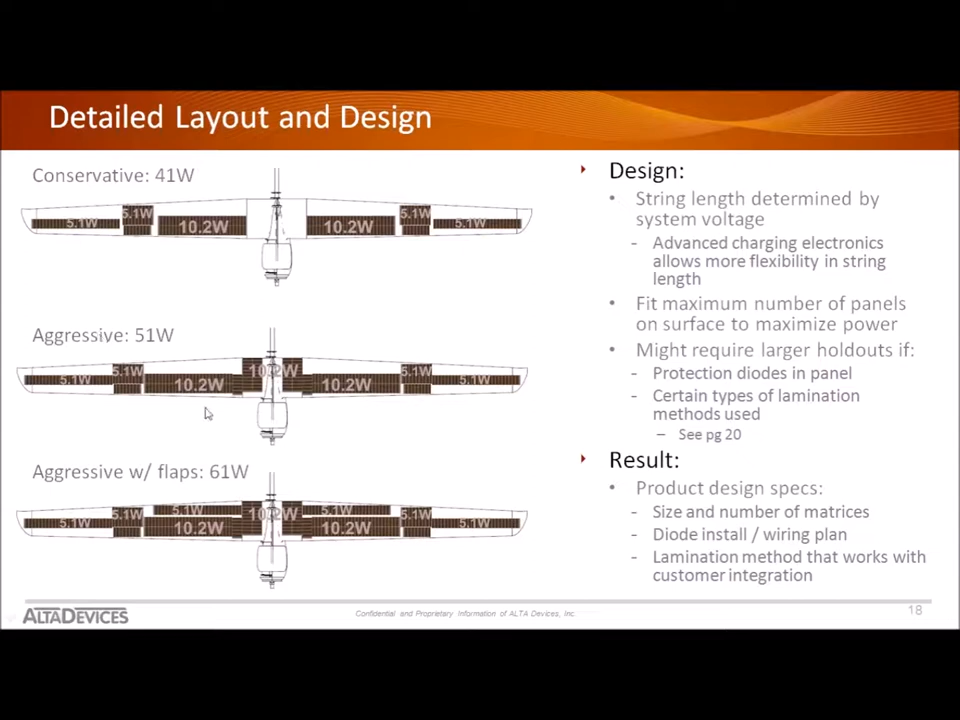 Detailed Layout and Design
Conservative: 41W
5.1W 5.1W 10.2W 10.2W 5.1W 5.1W
Aggressive: 51W
5.1W 5.1W 10.2W 10.2W 10.2W 5.1W 5.1W
Aggressive w/ flaps: 61W
5.1W 5.1W 5.1W 10.2W 10.2W 10.2W 5.1W 5.1W 5.1W
Design:
String length determined by
system voltage
- Advanced charging electronics
allows more flexibility in string
length
Fit maximum number of panels
on surface to maximize power
Might require larger holdouts if:
- Protection diodes in panel
- Certain types of lamination
methods used
– See pg 20
Result:
Product design specs:
- Size and number of matrices
- Diode install / wiring plan
- Lamination method that works with
customer integration
ALTADEVICES
Confidential and Proprietary Information of ALTA Devices, Inc.
18